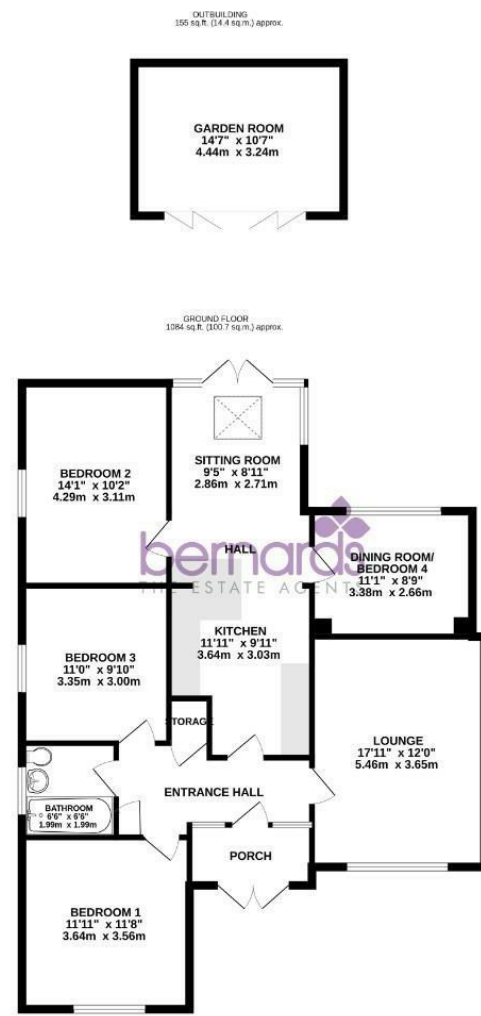 OUTBUILDING
155 sq.ft. (14.4 sq.m.) approx.
GARDEN ROOM
14'7" x 10'7"
4.44m x 3.24m
GROUND FLOOR
1084 sq.ft. (100.7 sq.m.) approx.
SITTING ROOM
9'5" x 8'11"
2.86m x 2.71m
BEDROOM 2
14'1" x 10'2"
4.29m x 3.11m
HALL
bernards
THE ESTATE AGENTS
DINING ROOM/
BEDROOM 4
11'1" x 8'9"
3.38m x 2.66m
KITCHEN
11'11" x 9'11"
3.64m x 3.03m
BEDROOM 3
11'0" x 9'10"
3.35m x 3.00m
STORAGE
LOUNGE
17'11" x 12'0"
5.46m x 3.65m
ENTRANCE HALL
BATHROOM
6'6" x 6'6"
1.99m x 1.99m
PORCH
BEDROOM 1
11'11" x 11'8"
3.64m x 3.56m